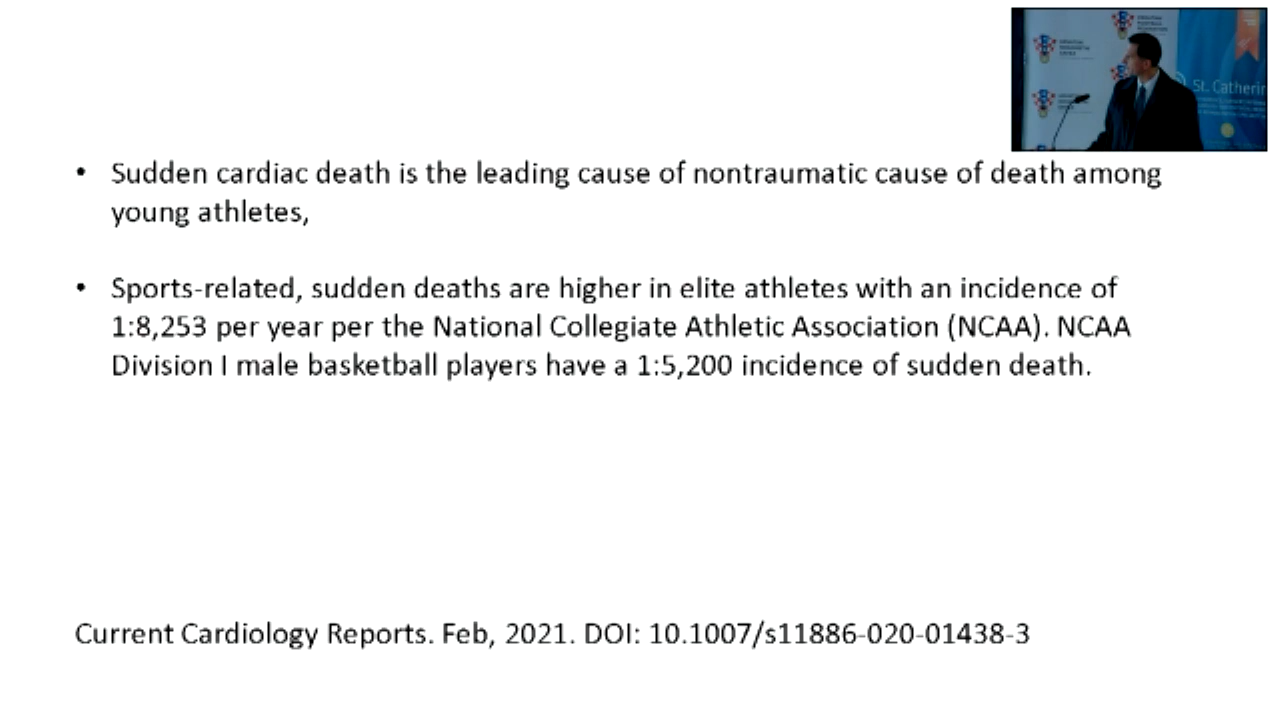 St. Catherin
• Sudden cardiac death is the leading cause of nontraumatic cause of death among
young athletes,
• Sports-related, sudden deaths are higher in elite athletes with an incidence of
1:8,253 per year per the National Collegiate Athletic Association (NCAA). NCAA
Division I male basketball players have a 1:5,200 incidence of sudden death.
Current Cardiology Reports. Feb, 2021. DOI: 10.1007/s11886-020-01438-3